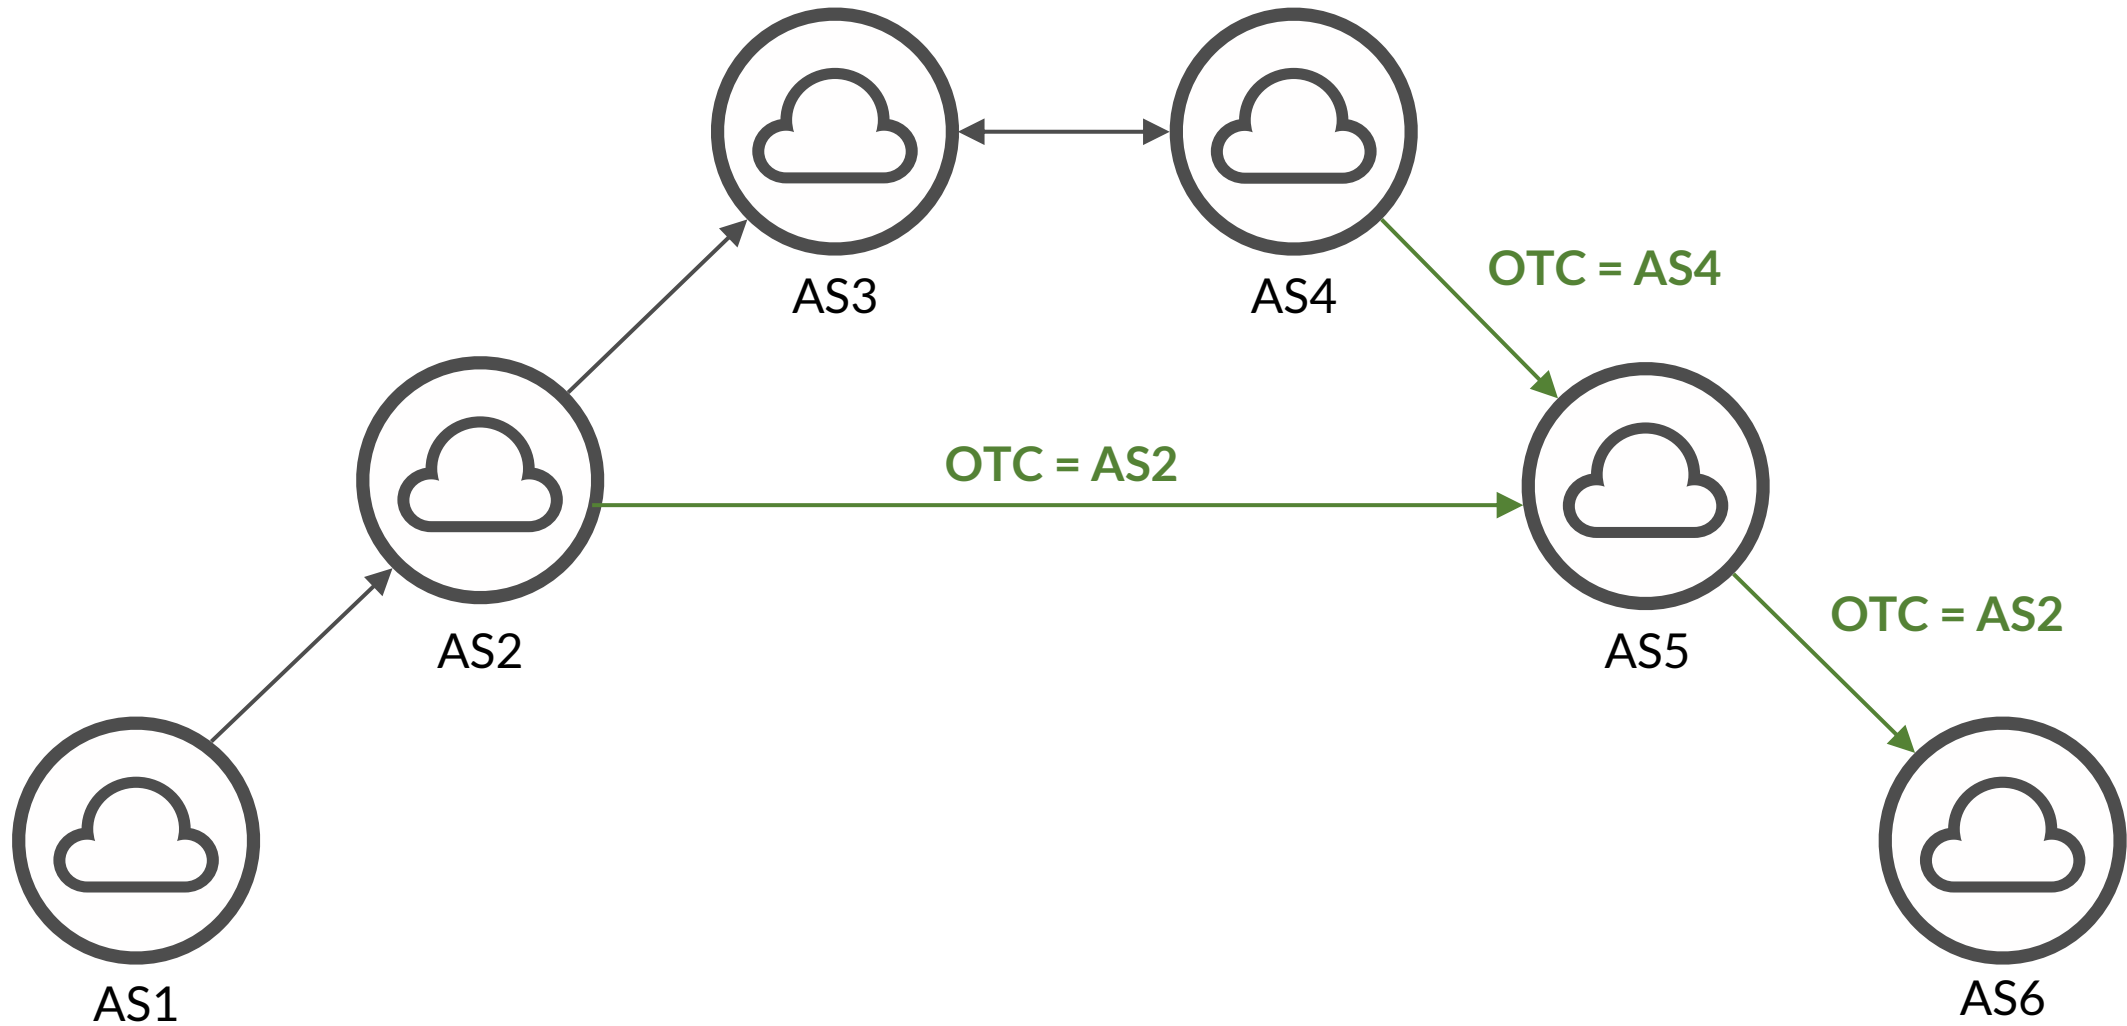 OTC = AS4
AS3
AS4
OTC = AS2
OTC = AS2
AS2
AS5
AS1
AS6